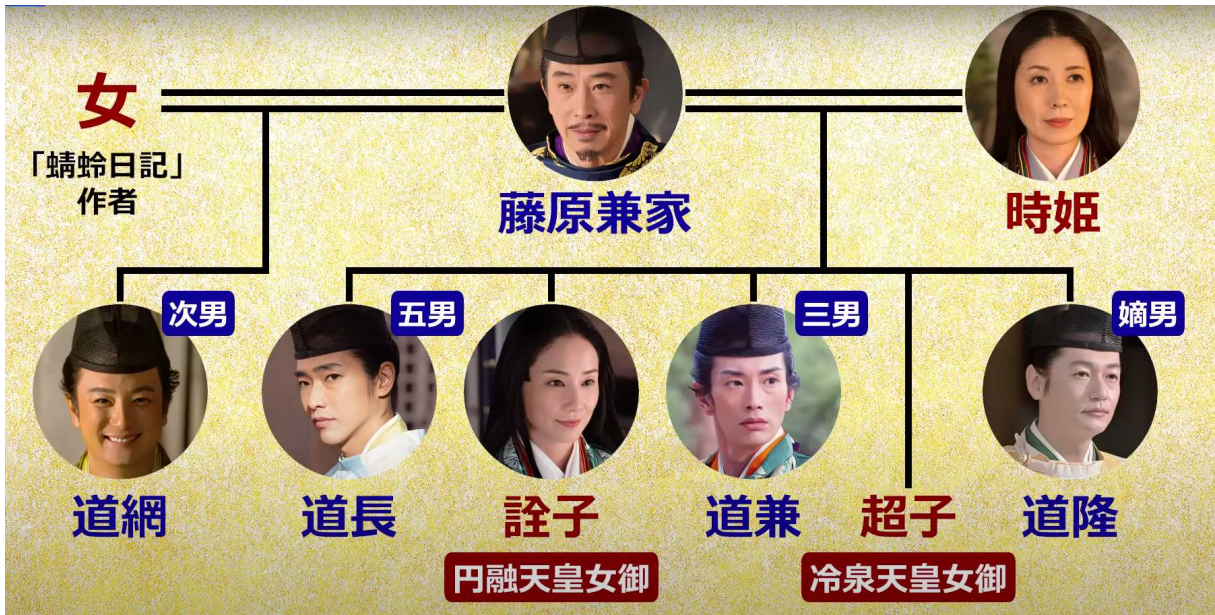 女
「蜻蛉日記」
作者
藤原兼家
時姫
次男
五男
三男
嫡男
道網
道長
詮子
道兼
超子
道隆
円融天皇女御
冷泉天皇女御